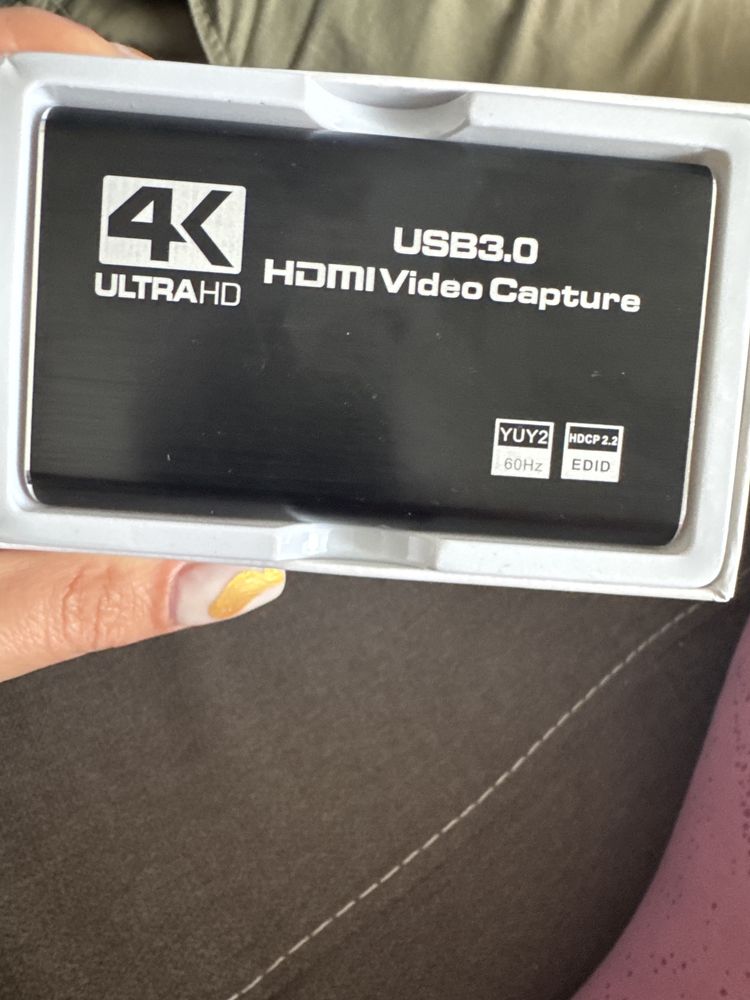 4K
ULTRAHD
USB3.0
HDMI Video Capture
YUY2
60Hz
HDCP 2.2
EDID